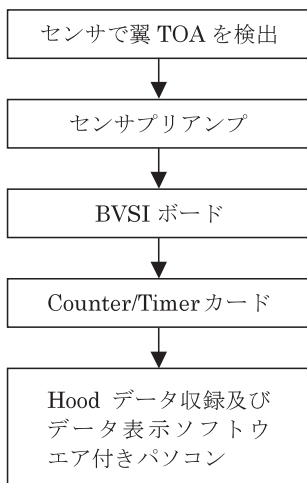 センサで翼 TOA を検出
センサプリアンプ
BVSI ボード
Counter/Timer カード
Hood データ収録及び
データ表示ソフトウ
エア付きパソコン